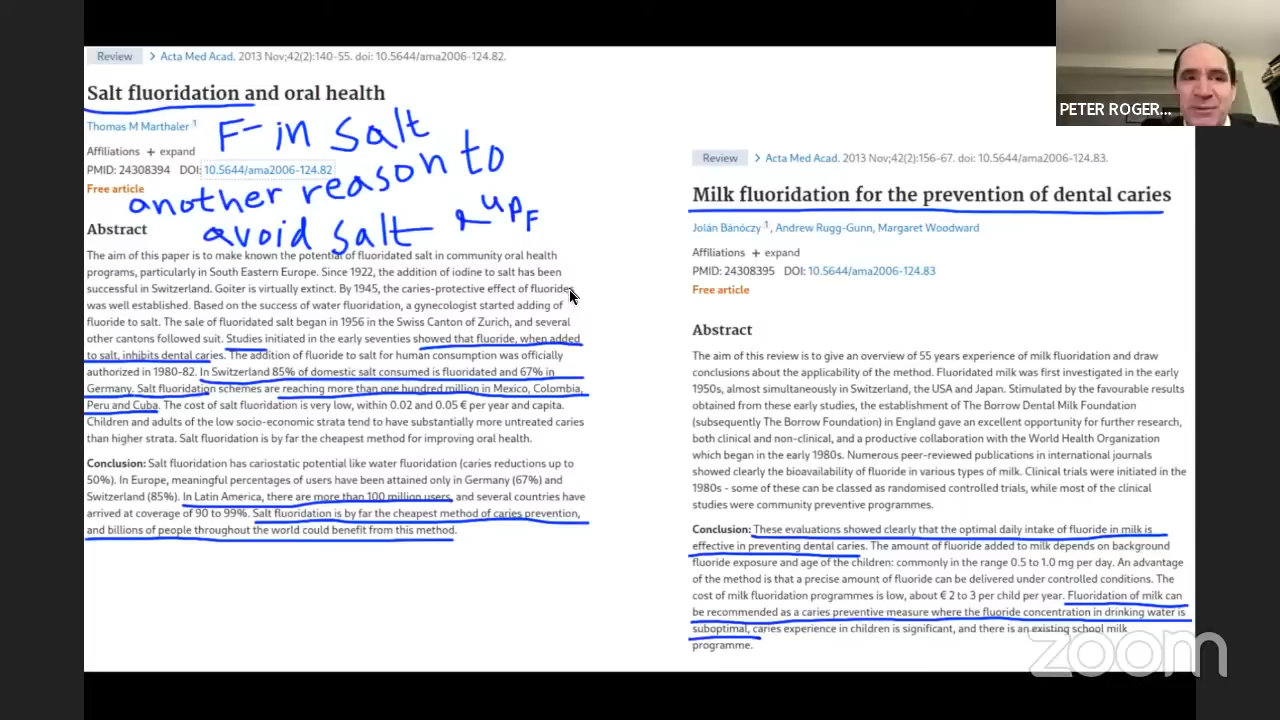 Review > Acta Med Acad. 2013 Nov;42(2):140-55. doi: 10.5644/ama2006-124.82.
Salt fluoridation and oral health
Thomas M Marthaler 1
Affiliations + expand
PMID: 24308394 DOI: 10.5644/ama2006-124.82
Free article
F- in salt
another reason to
avoid salt & UPF
Abstract
The aim of this paper is to make known the potential of fluoridated salt in community oral health
programs, particularly in South Eastern Europe. Since 1922, the addition of iodine to salt has been
successful in Switzerland. Goiter is virtually extinct. By 1945, the caries-protective effect of fluorides
was well established. Based on the success of water fluoridation, a gynecologist started adding of
fluoride to salt. The sale of fluoridated salt began in 1956 in the Swiss Canton of Zurich, and several
other cantons followed suit. Studies initiated in the early seventies showed that fluoride, when added
to salt, inhibits dental caries. The addition of fluoride to salt for human consumption was officially
authorized in 1980-82. In Switzerland 85% of domestic salt consumed is fluoridated and 67% in
Germany. Salt fluoridation schemes are reaching more than one hundred million in Mexico, Colombia,
Peru and Cuba. The cost of salt fluoridation is very low, within 0.02 and 0.05 € per year and capita.
Children and adults of the low socio-economic strata tend to have substantially more untreated caries
than higher strata. Salt fluoridation is by far the cheapest method for improving oral health.
Conclusion: Salt fluoridation has cariostatic potential like water fluoridation (caries reductions up to
50%). In Europe, meaningful percentages of users have been attained only in Germany (67%) and
Switzerland (85%). In Latin America, there are more than 100 million users, and several countries have
arrived at coverage of 90 to 99%. Salt fluoridation is by far the cheapest method of caries prevention,
and billions of people throughout the world could benefit from this method.
PETER ROGER...
Review > Acta Med Acad. 2013 Nov;42(2):156-67. doi: 10.5644/ama2006-124.83.
Milk fluoridation for the prevention of dental caries
Jolán Bánóczy 1, Andrew Rugg-Gunn, Margaret Woodward
Affiliations + expand
PMID: 24308395 DOI: 10.5644/ama2006-124.83
Free article
Abstract
The aim of this review is to give an overview of 55 years experience of milk fluoridation and draw
conclusions about the applicability of the method. Fluoridated milk was first investigated in the early
1950s, almost simultaneously in Switzerland, the USA and Japan. Stimulated by the favourable results
obtained from these early studies, the establishment of The Borrow Dental Milk Foundation
(subsequently The Borrow Foundation) in England gave an excellent opportunity for further research,
both clinical and non-clinical, and a productive collaboration with the World Health Organization
which began in the early 1980s. Numerous peer-reviewed publications in international journals
showed clearly the bioavailability of fluoride in various types of milk. Clinical trials were initiated in the
1980s - some of these can be classed as randomised controlled trials, while most of the clinical
studies were community preventive programmes.
Conclusion: These evaluations showed clearly that the optimal daily intake of fluoride in milk is
effective in preventing dental caries. The amount of fluoride added to milk depends on background
fluoride exposure and age of the children: commonly in the range 0.5 to 1.0 mg per day. An advantage
of the method is that a precise amount of fluoride can be delivered under controlled conditions. The
cost of milk fluoridation programmes is low, about € 2 to 3 per child per year. Fluoridation of milk can
be recommended as a caries preventive measure where the fluoride concentration in drinking water is
suboptimal, caries experience in children is significant, and there is an existing school milk
programme.
zoom